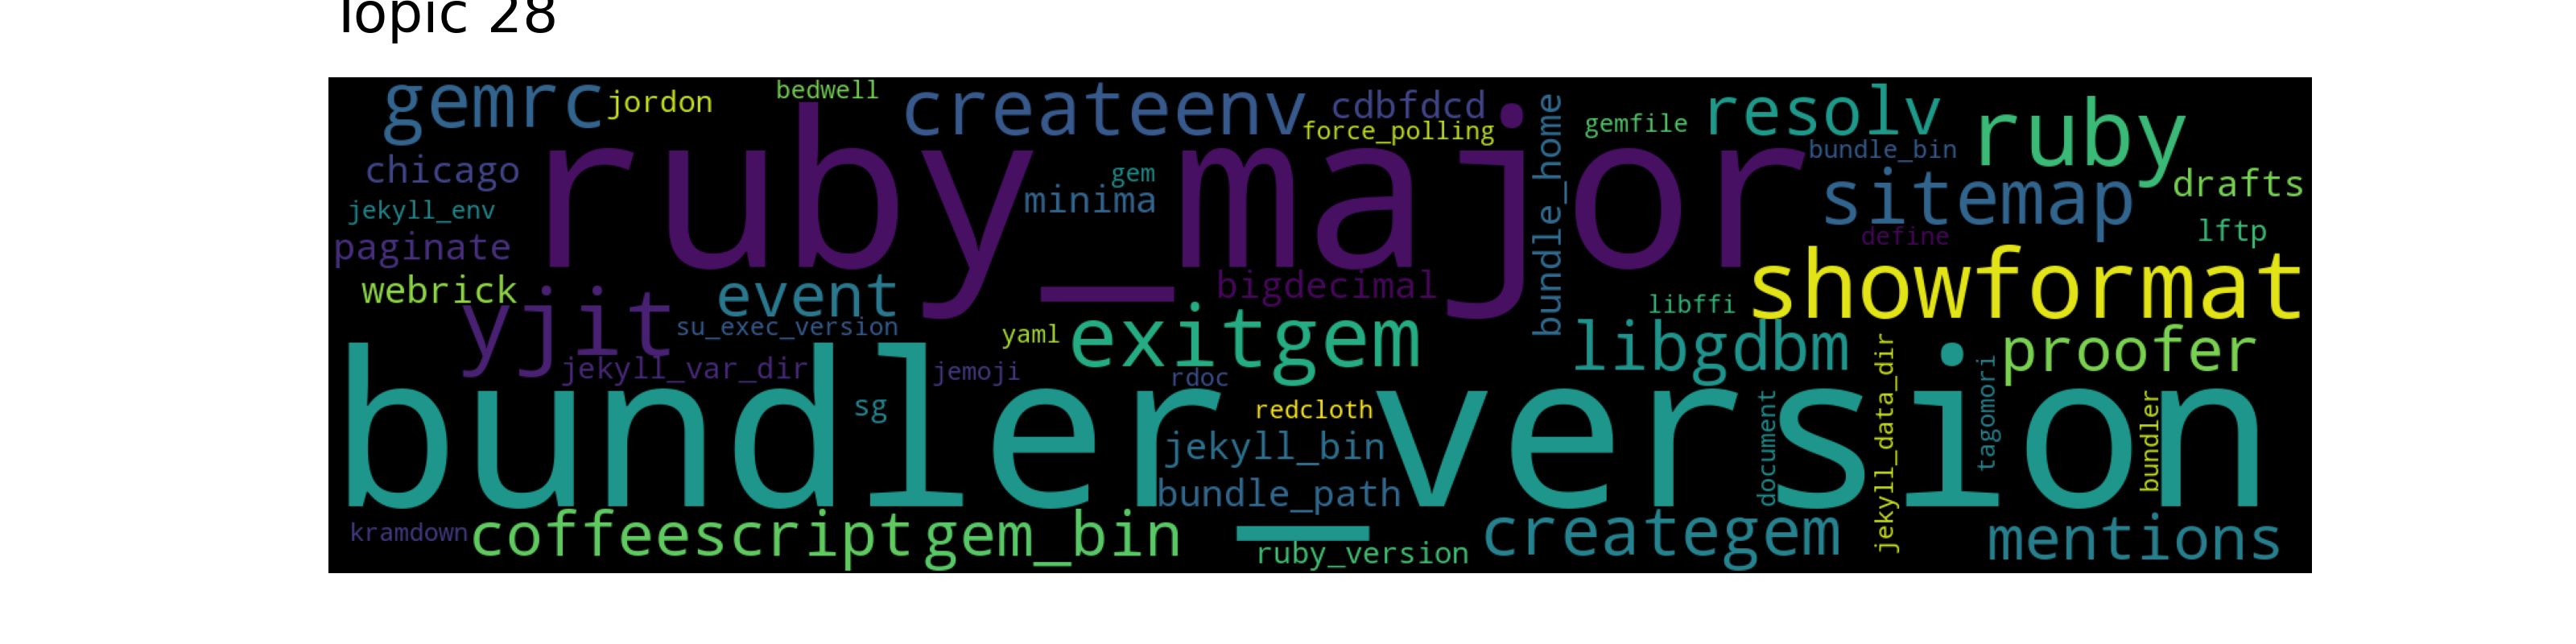 Topic 28
gemrc
jordon
bedwell
createenv
cdbfdcd
force_polling
bundle_home
gemfile
resolv
ruby
chicago
ruby_major
gem
minima
bundle_bin
sitemap
drafts
jekyll_env
paginate
define
lftp
webrick
yjit
event
su_exec_version
bigdecimal
yaml
exitgem
libffi
showformat
libgdbm
proofer
jekyll_var_dir
jemoji
rdoc
bundler_version
sg
redcloth
jekyll_bin
bundle_path
document
jekyll_data_dir
tagomori
bundler
kramdown
coffeescript
gem_bin
ruby_version
creategem
mentions